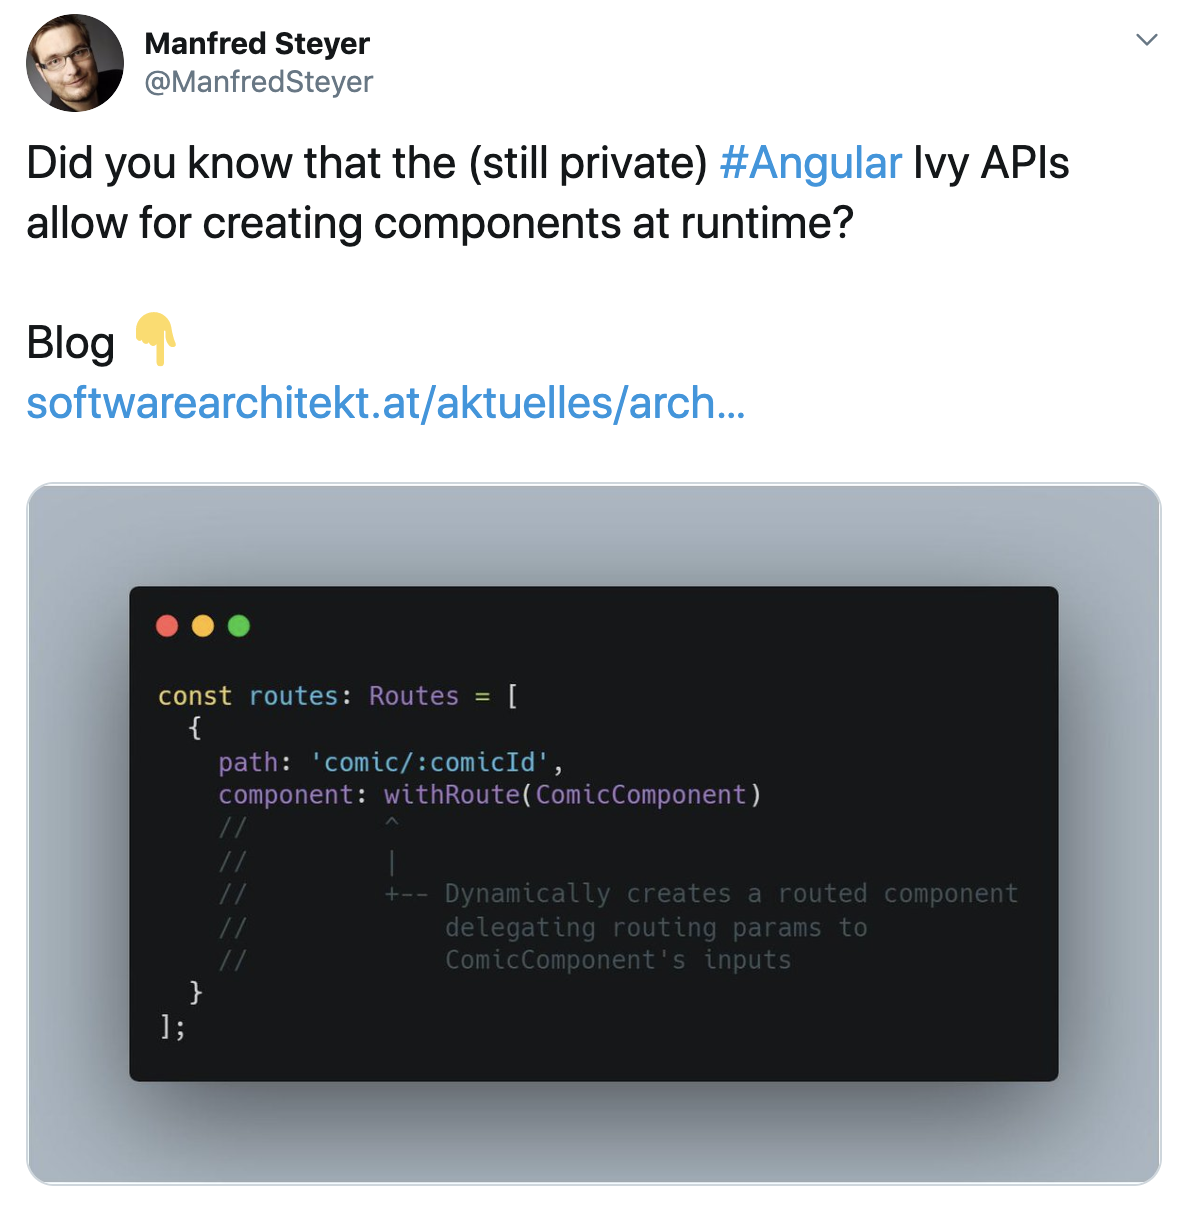 Manfred Steyer
@ManfredSteyer
Did you know that the (still private) #Angular Ivy APIs
allow for creating components at runtime?
Blog 👇
softwarearchitekt.at/aktuelles/arch…
const routes: Routes = [
  {
    path: 'comic/:comicId',
    component: withRoute(ComicComponent)
    //         ^
    //         |
    //         +-- Dynamically creates a routed component
    //             delegating routing params to
    //             ComicComponent's inputs
  }
];